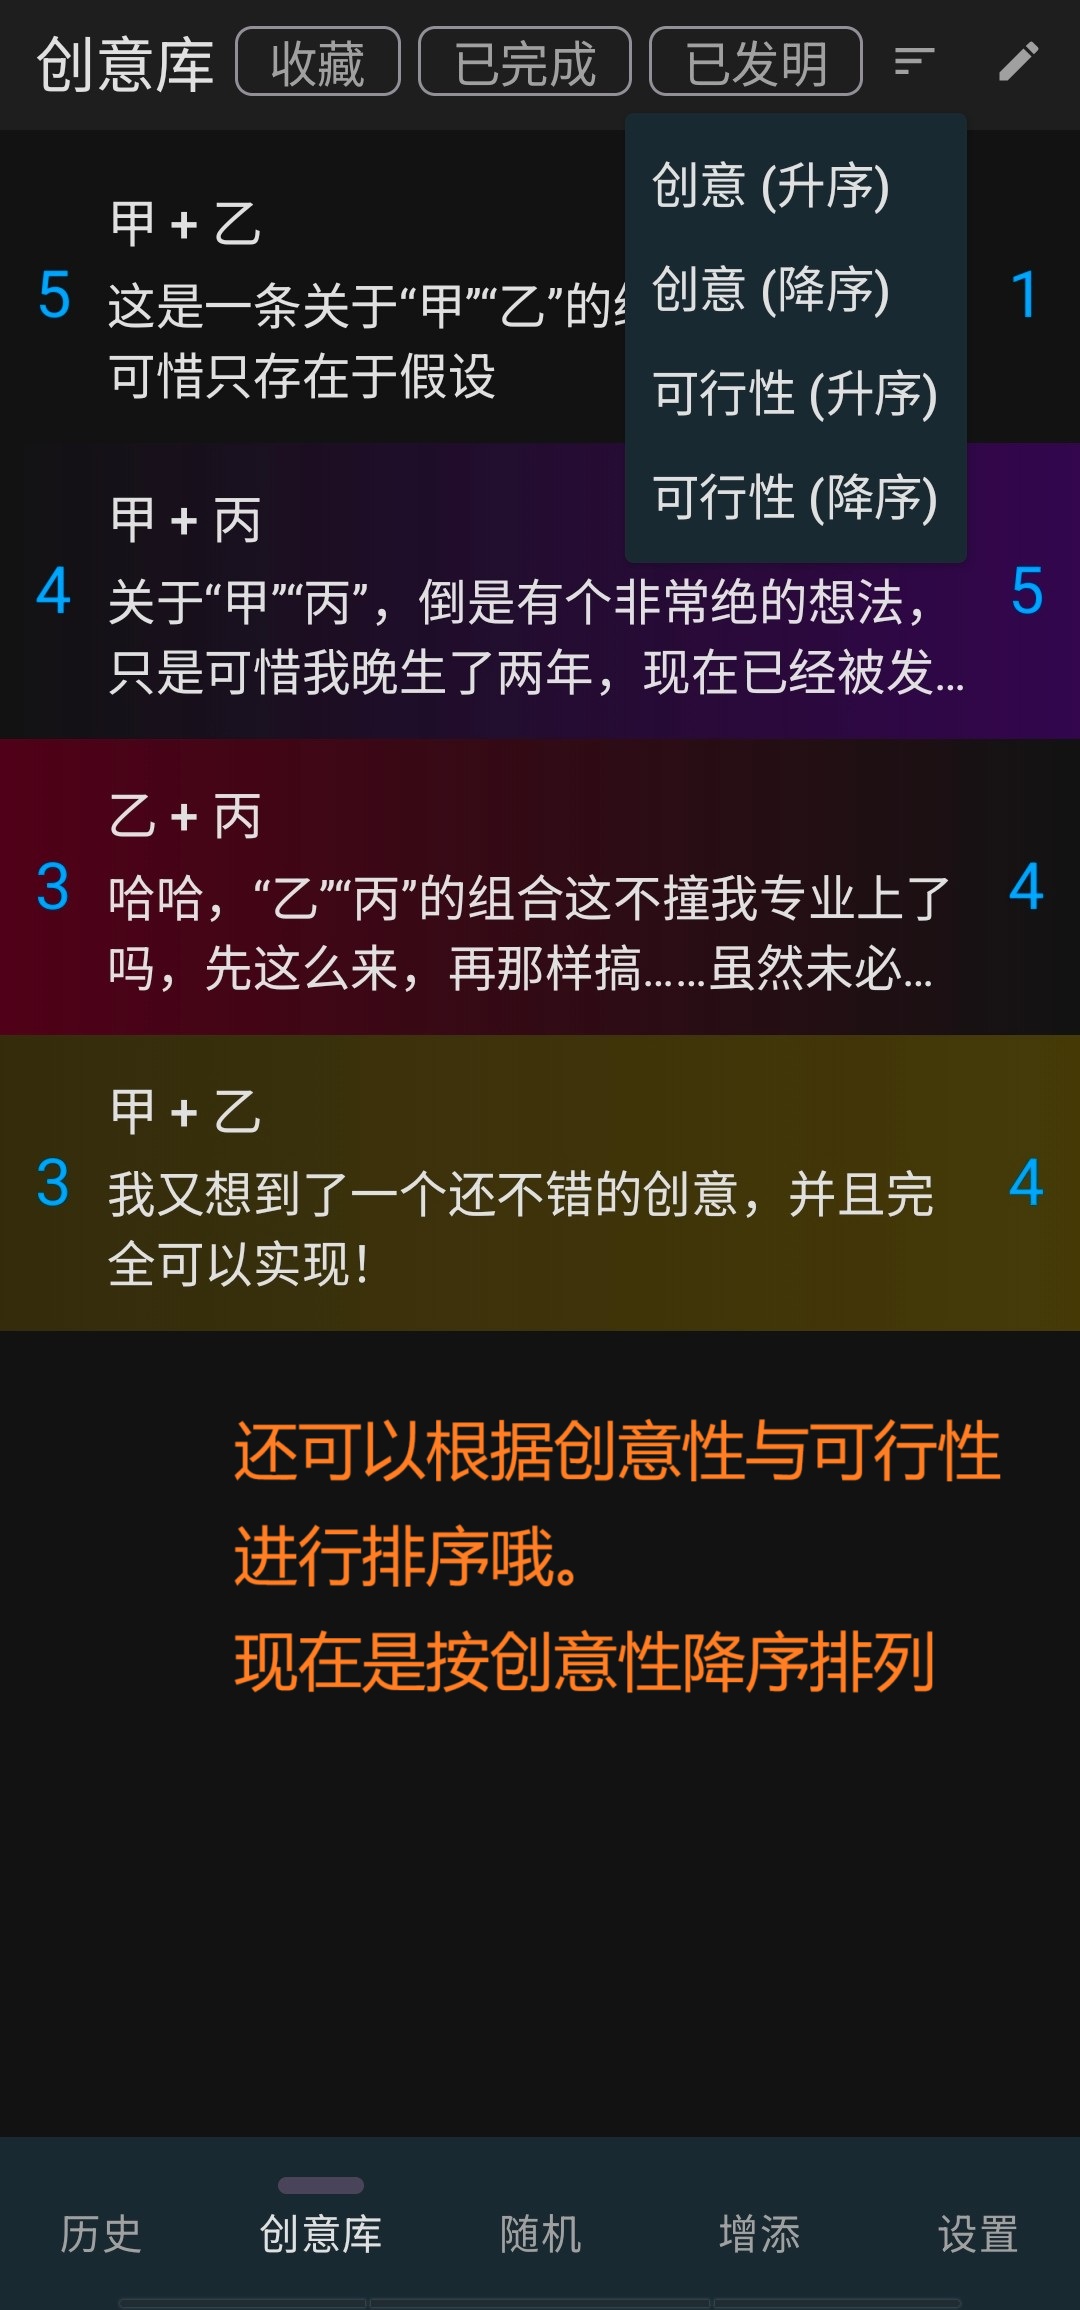 创意库 收藏 已完成 已发明
创意 (升序)
创意 (降序)
可行性 (升序)
可行性 (降序)
甲 + 乙
5
这是一条关于“甲”“乙”的
可惜只存在于假设
1
甲 + 丙
4
关于“甲”“丙”，倒是有个非常绝的想法，
只是可惜我晚生了两年，现在已经被发...
5
乙 + 丙
3
哈哈，“乙”“丙”的组合这不撞我专业上了
吗，先这么来，再那样搞……虽然未必...
4
甲 + 乙
3
我又想到了一个还不错的创意，并且完
全可以实现！
4
还可以根据创意性与可行性
进行排序哦。
现在是按创意性降序排列
历史 创意库 随机 增添 设置